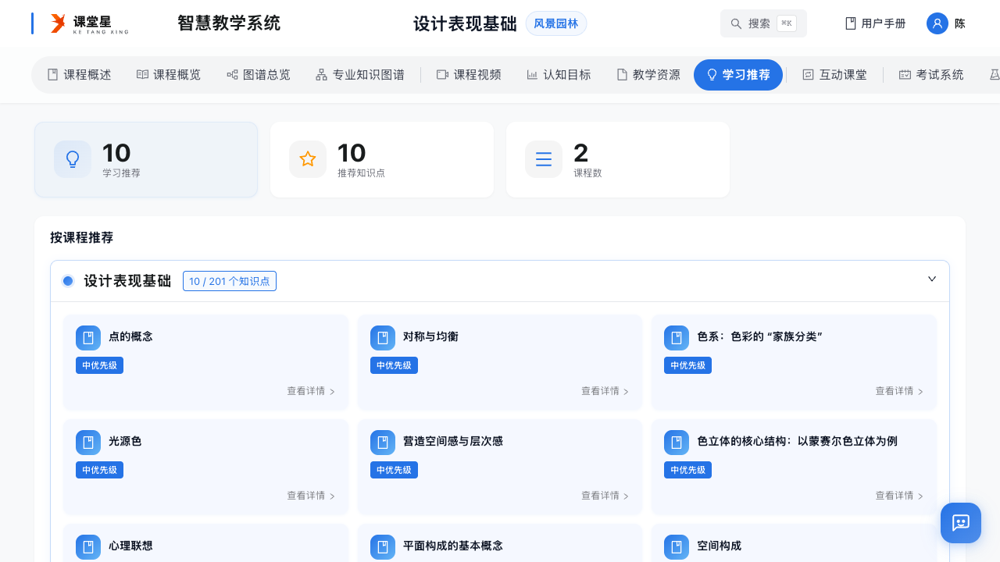 课堂星
KE TANG XING
智慧教学系统
设计表现基础
风景园林
搜索
⌘K
用户手册
陈
课程概述
课程概览
图谱总览
专业知识图谱
课程视频
认知目标
教学资源
学习推荐
互动课堂
考试系统
10
学习推荐
10
推荐知识点
2
课程数
按课程推荐
设计表现基础
10 / 201 个知识点
点的概念
中优先级
查看详情
对称与均衡
中优先级
查看详情
色系：色彩的 “家族分类”
中优先级
查看详情
光源色
中优先级
查看详情
营造空间感与层次感
中优先级
查看详情
色立体的核心结构：以蒙赛尔色立体为例
中优先级
查看详情
心理联想
平面构成的基本概念
空间构成